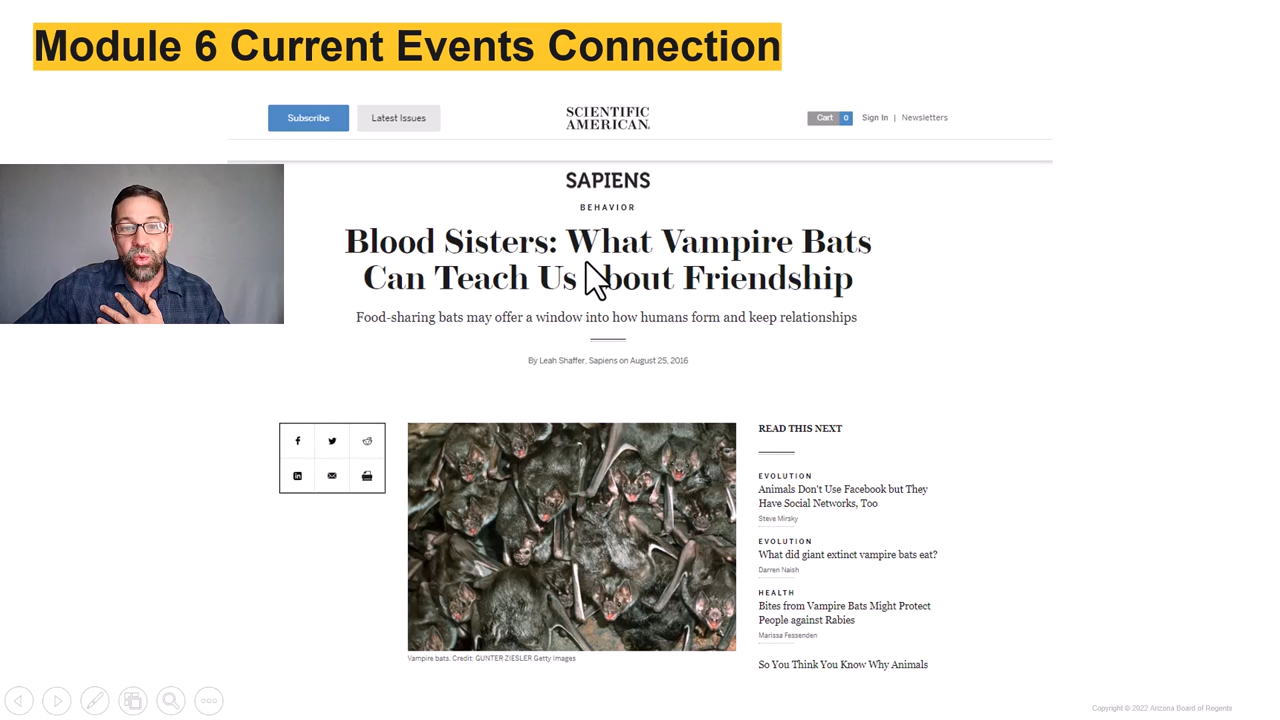 Module 6 Current Events Connection
Subscribe
Latest Issues
SCIENTIFIC
AMERICAN.
Cart 0 Sign In | Newsletters
SAPIENS
BEHAVIOR
Blood Sisters: What Vampire Bats
Can Teach Us About Friendship
Food-sharing bats may offer a window into how humans form and keep relationships
By Leah Shaffer, Sapiens on August 25, 2016
Vampire bats. Credit: GUNTER ZIESLER Getty Images
READ THIS NEXT
EVOLUTION
Animals Don't Use Facebook but They
Have Social Networks, Too
Steve Mirsky
EVOLUTION
What did giant extinct vampire bats eat?
Darren Naish
HEALTH
Bites from Vampire Bats Might Protect
People against Rabies
Marissa Fessenden
So You Think You Know Why Animals
Copyright © 2022 Arizona Board of Regents